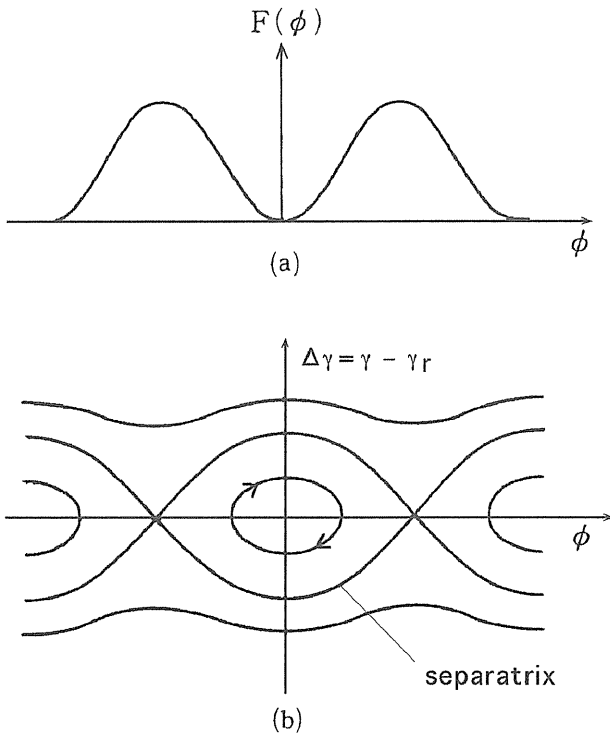 F(ϕ)
ϕ
(a)
Δγ = γ − γr
ϕ
separatrix
(b)